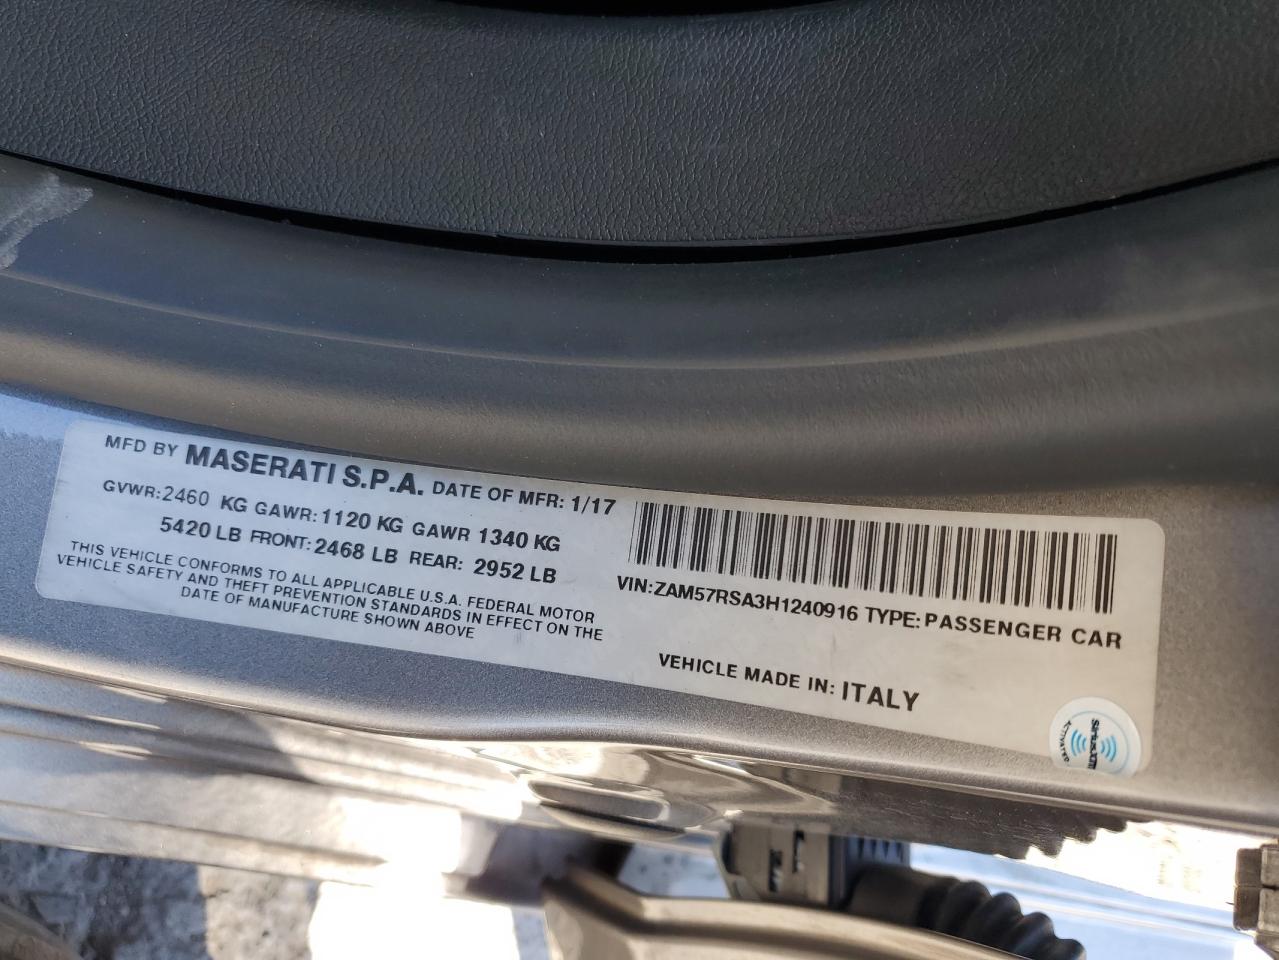 MFD BY MASERATI S.P.A. DATE OF MFR: 1/17
GVWR:2460 KG GAWR:1120 KG GAWR 1340 KG
5420 LB FRONT:2468 LB REAR: 2952 LB
THIS VEHICLE CONFORMS TO ALL APPLICABLE U.S.A. FEDERAL MOTOR
VEHICLE SAFETY AND THEFT PREVENTION STANDARDS IN EFFECT ON THE
DATE OF MANUFACTURE SHOWN ABOVE
VIN:ZAM57RSA3H1240916 TYPE:PASSENGER CAR
VEHICLE MADE IN: ITALY
SiriusXM
ACTIVATED